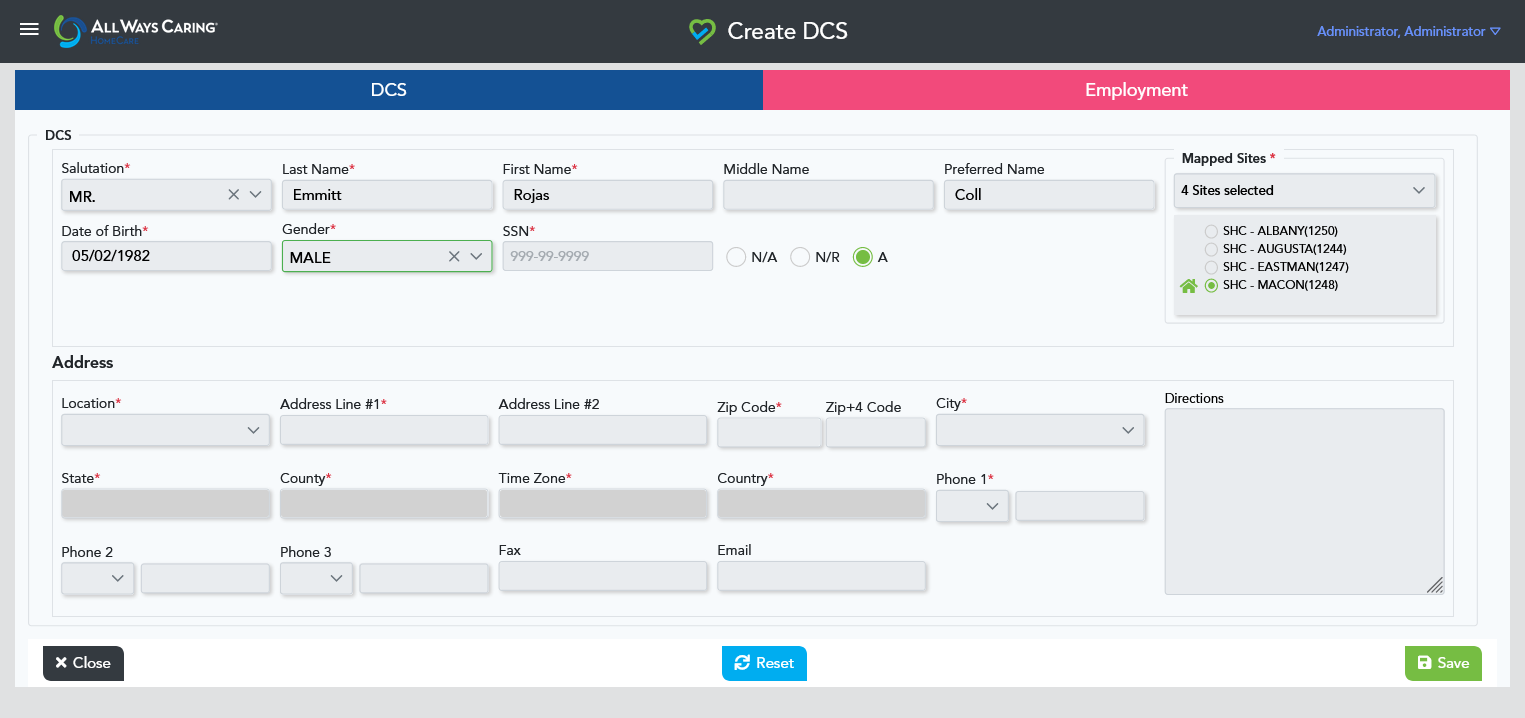 ALL WAYS CARING
HOMECARE
Create DCS
Administrator, Administrator
DCS
Employment
DCS
Salutation*
Last Name*
First Name*
Middle Name
Preferred Name
Mapped Sites *
MR.
Emmitt
Rojas
Coll
4 Sites selected
Date of Birth*
Gender*
SSN*
05/02/1982
MALE
999-99-9999
N/A
N/R
A
SHC - ALBANY(1250)
SHC - AUGUSTA(1244)
SHC - EASTMAN(1247)
SHC - MACON(1248)
Address
Location*
Address Line #1*
Address Line #2
Zip Code*
Zip+4 Code
City*
Directions
State*
County*
Time Zone*
Country*
Phone 1*
Phone 2
Phone 3
Fax
Email
Close
Reset
Save